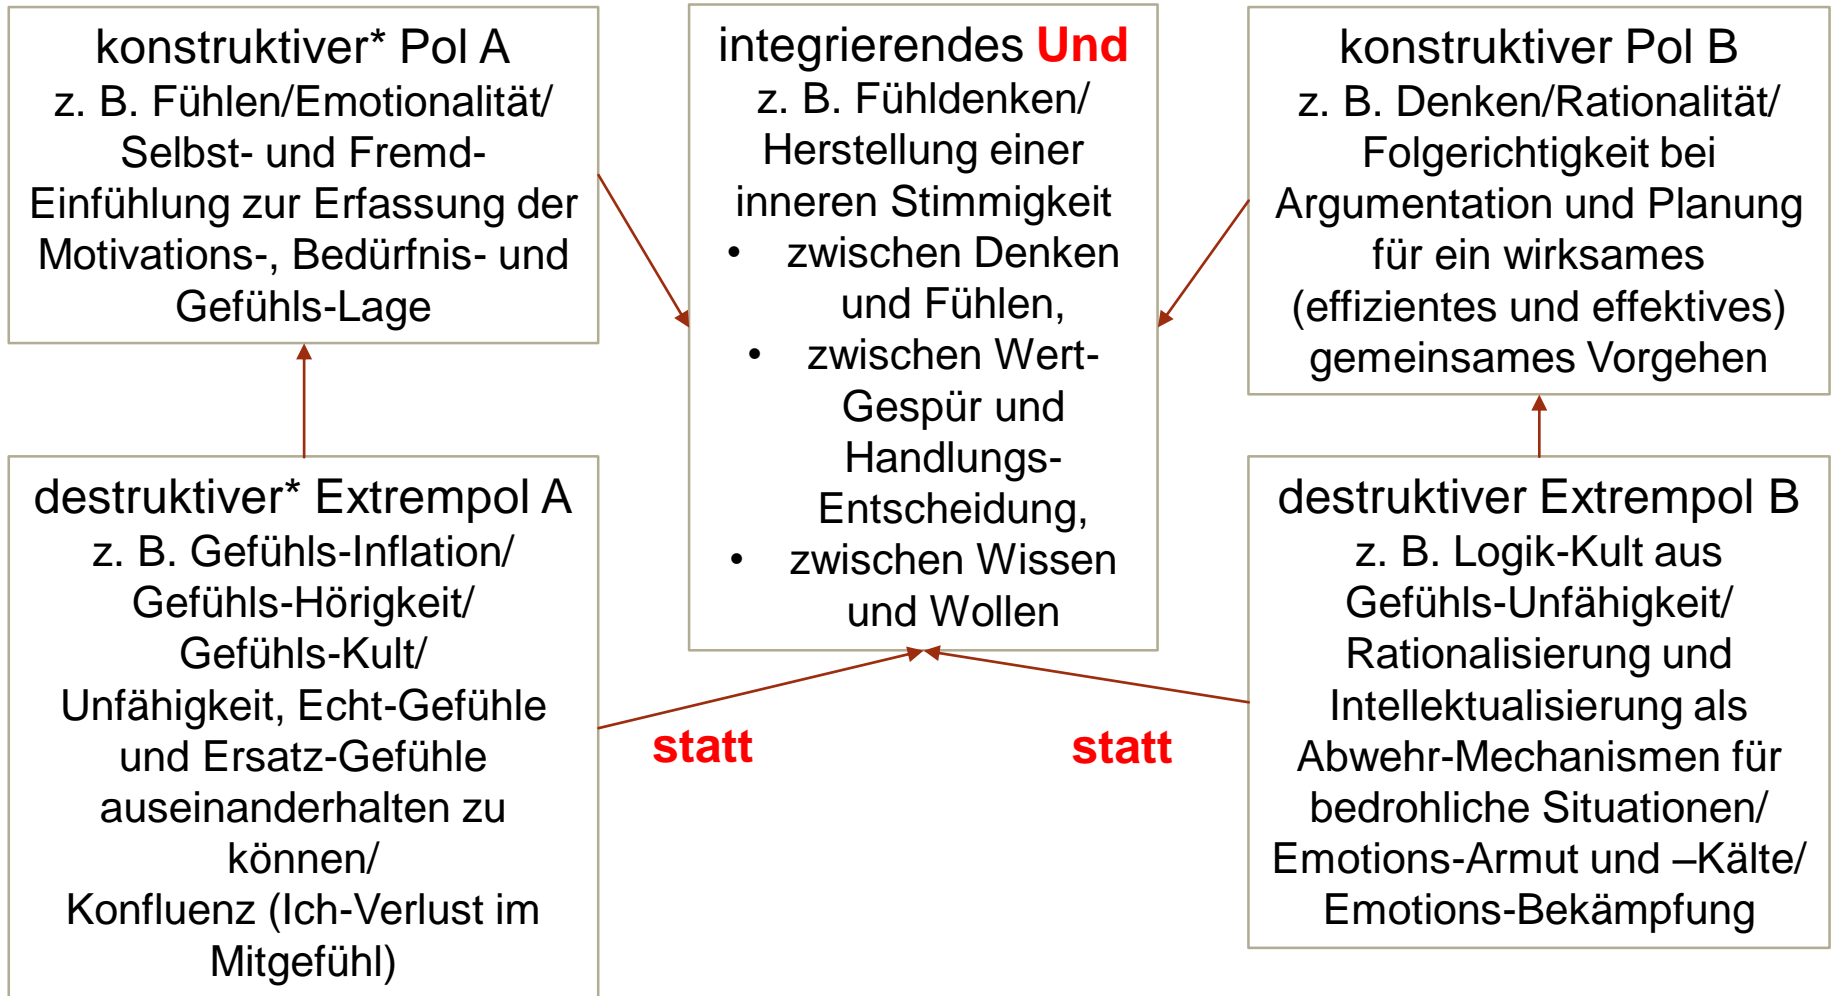 konstruktiver* Pol A
z. B. Fühlen/Emotionalität/
Selbst- und Fremd-
Einfühlung zur Erfassung der
Motivations-, Bedürfnis- und
Gefühls-Lage
integrierendes Und
z. B. Fühldenken/
Herstellung einer
inneren Stimmigkeit
• zwischen Denken
und Fühlen,
• zwischen Wert-
Gespür und
Handlungs-
Entscheidung,
• zwischen Wissen
und Wollen
konstruktiver Pol B
z. B. Denken/Rationalität/
Folgerichtigkeit bei
Argumentation und Planung
für ein wirksames
(effizientes und effektives)
gemeinsames Vorgehen
destruktiver* Extrempol A
z. B. Gefühls-Inflation/
Gefühls-Hörigkeit/
Gefühls-Kult/
Unfähigkeit, Echt-Gefühle
und Ersatz-Gefühle
auseinanderhalten zu
können/
Konfluenz (Ich-Verlust im
Mitgefühl)
statt
statt
destruktiver Extrempol B
z. B. Logik-Kult aus
Gefühls-Unfähigkeit/
Rationalisierung und
Intellektualisierung als
Abwehr-Mechanismen für
bedrohliche Situationen/
Emotions-Armut und –Kälte/
Emotions-Bekämpfung